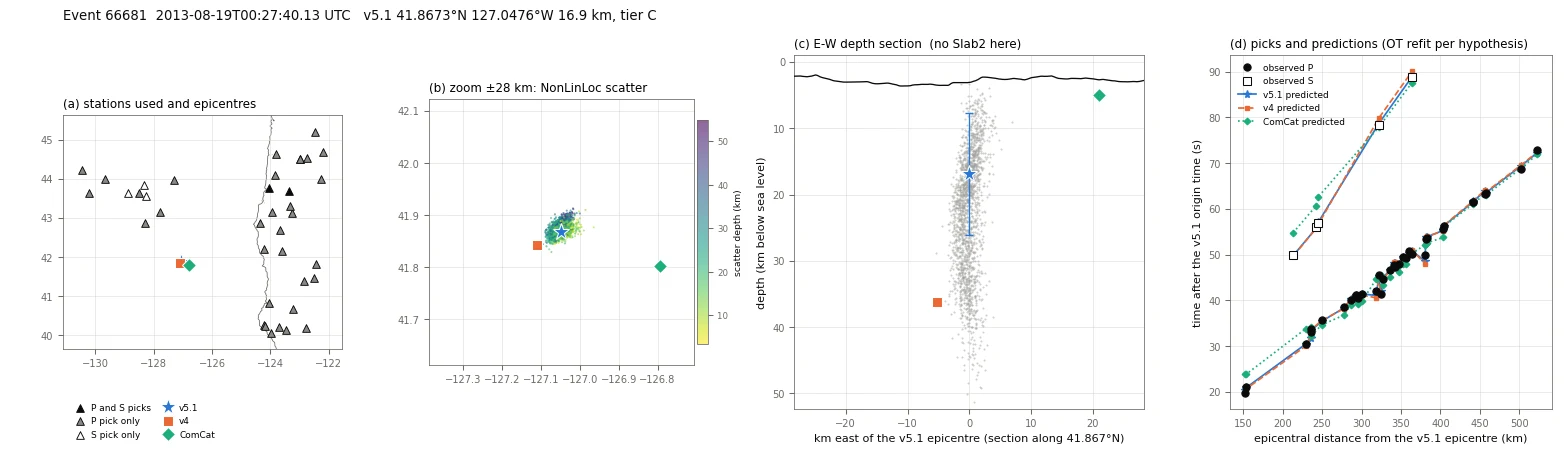 Event 66681  2013-08-19T00:27:40.13 UTC   v5.1 41.8673°N 127.0476°W 16.9 km, tier C
(a) stations used and epicentres
45
44
43
42
41
40
−130
−128
−126
−124
−122
P and S picks
P pick only
S pick only
v5.1
v4
ComCat
(b) zoom ±28 km: NonLinLoc scatter
42.1
42.0
41.9
41.8
41.7
−127.3
−127.2
−127.1
−127.0
−126.9
−126.8
50
40
30
20
10
scatter depth (km)
(c) E-W depth section  (no Slab2 here)
0
10
20
30
40
50
depth (km below sea level)
−20
−10
0
10
20
km east of the v5.1 epicentre (section along 41.867°N)
(d) picks and predictions (OT refit per hypothesis)
observed P
observed S
v5.1 predicted
v4 predicted
ComCat predicted
90
80
70
60
50
40
30
20
time after the v5.1 origin time (s)
150
200
250
300
350
400
450
500
epicentral distance from the v5.1 epicentre (km)